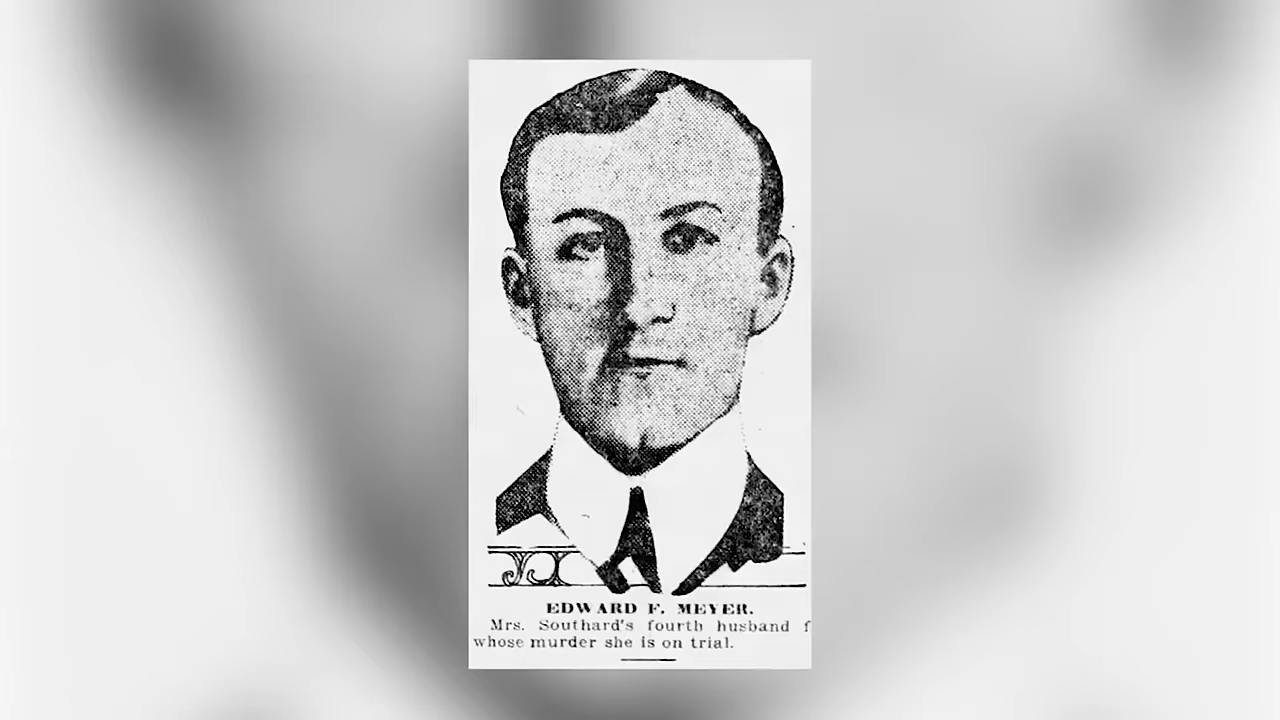 EDWARD F. MEYER.
Mrs. Southard's fourth husband f
whose murder she is on trial.